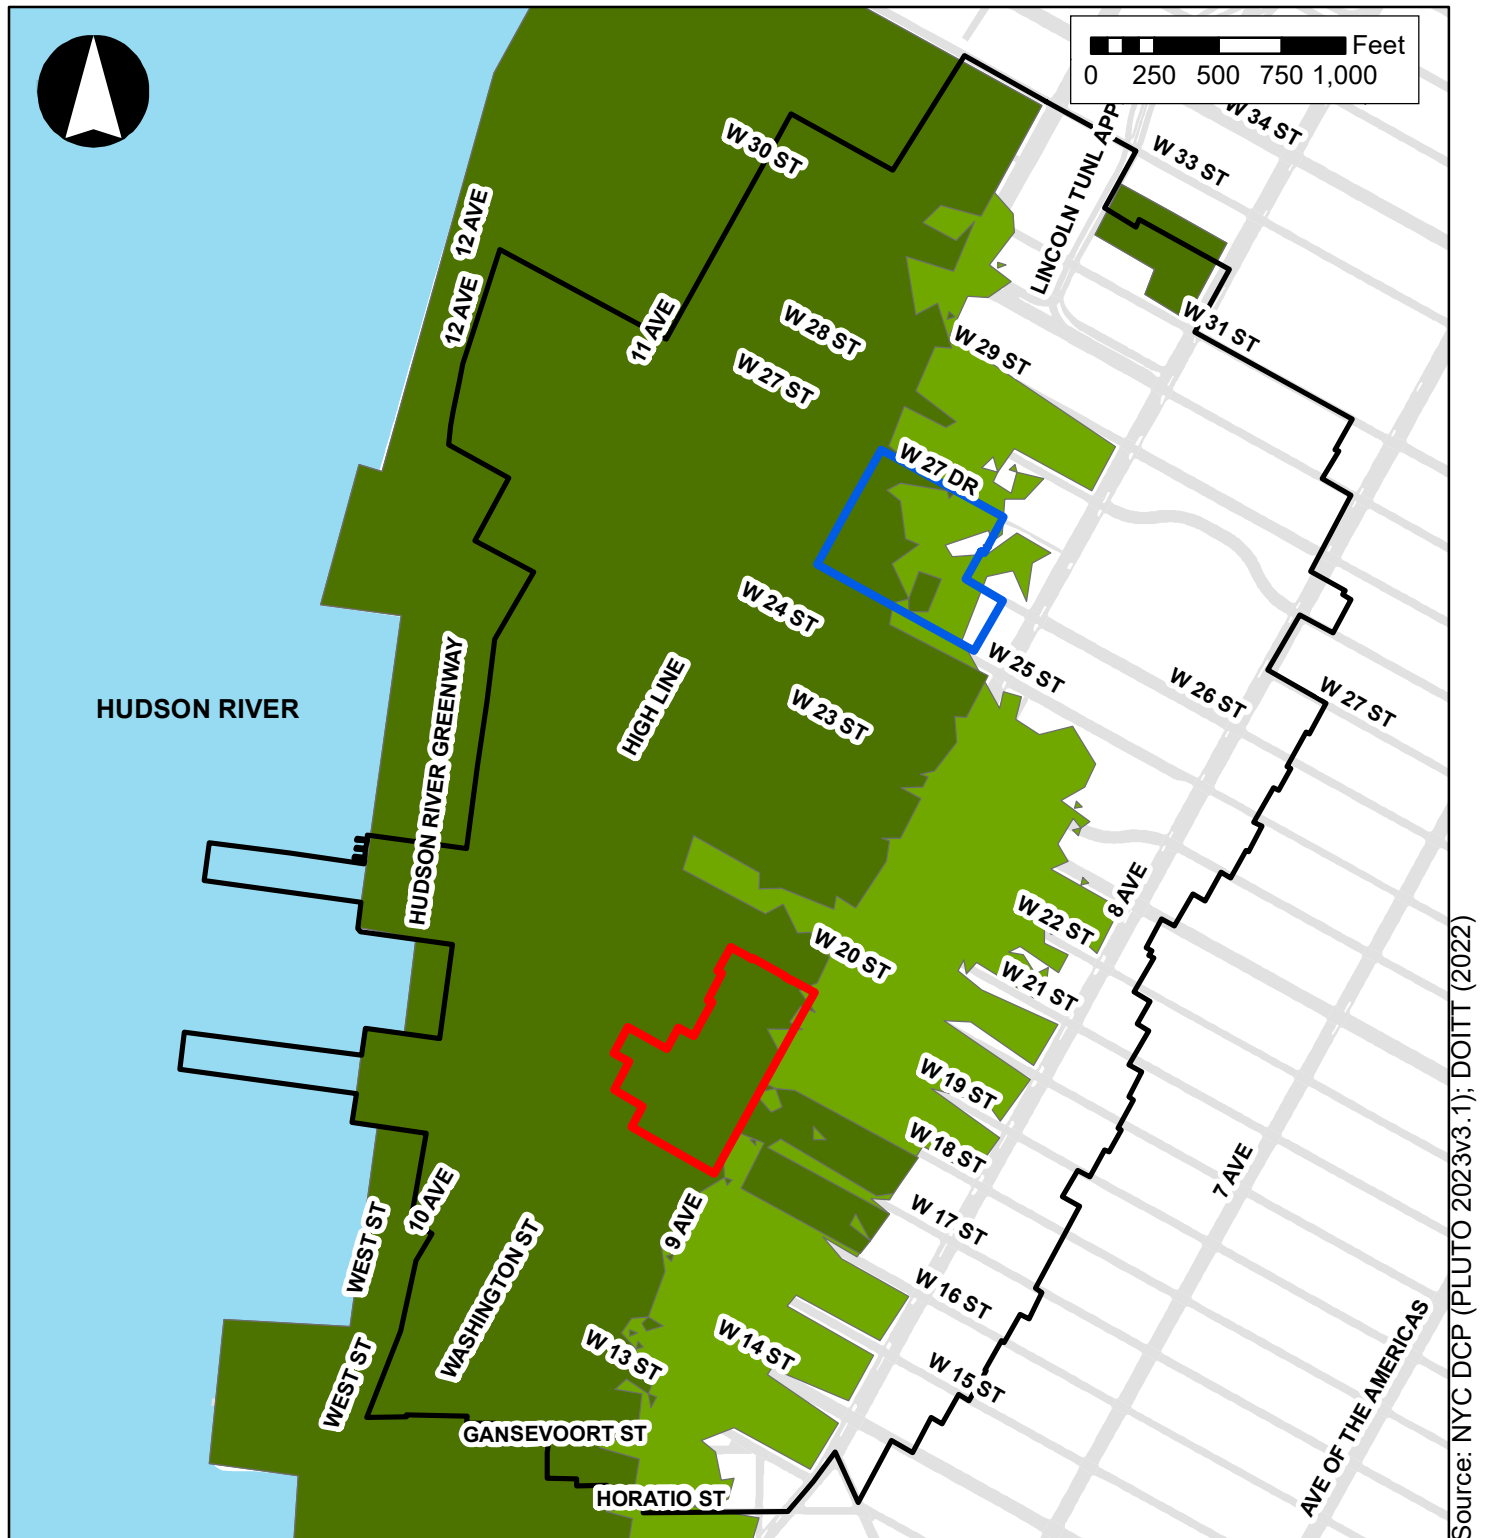 Feet
0 250 500 750 1,000
W 34 ST
W 33 ST
LINCOLN TUNL APP
W 30 ST
12 AVE
12 AVE
11 AVE
W 28 ST
W 29 ST
W 31 ST
W 27 ST
W 27 DR
W 24 ST
W 25 ST
W 26 ST
W 27 ST
HUDSON RIVER
HUDSON RIVER GREENWAY
HIGH LINE
W 23 ST
8 AVE
W 22 ST
W 20 ST
W 21 ST
W 19 ST
W 18 ST
7 AVE
W 17 ST
10 AVE
9 AVE
WEST ST
WASHINGTON ST
W 16 ST
W 13 ST
W 14 ST
W 15 ST
WEST ST
AVE OF THE AMERICAS
GANSEVOORT ST
HORATIO ST
Source: NYC DCP (PLUTO 2023v3.1); DOITT (2022)